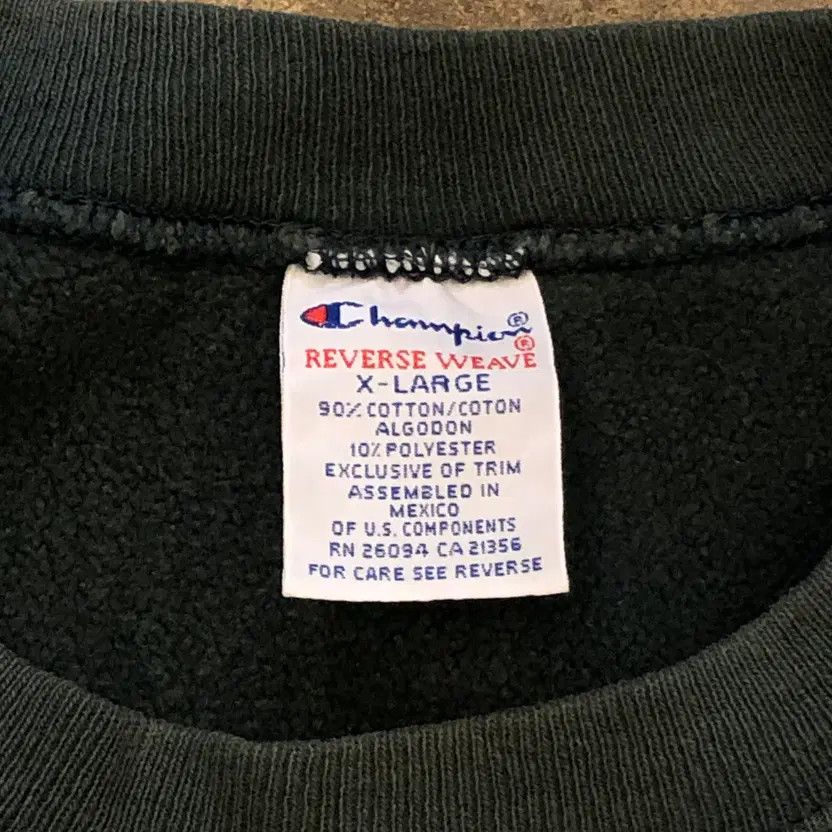 Champion®
REVERSE WEAVE®
X-LARGE
90% COTTON/COTON
ALGODON
10% POLYESTER
EXCLUSIVE OF TRIM
ASSEMBLED IN
MEXICO
OF U.S. COMPONENTS
RN 26094 CA 21356
FOR CARE SEE REVERSE